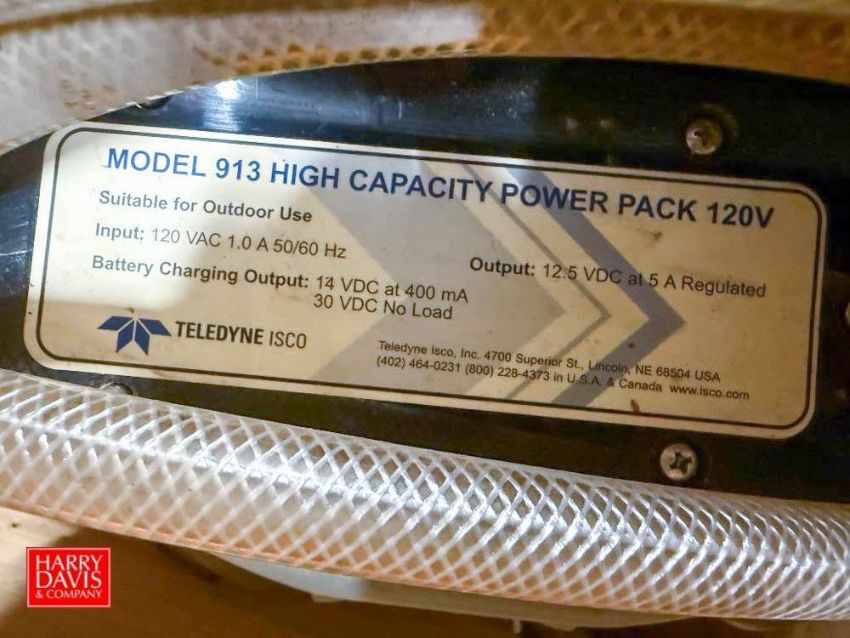 MODEL 913 HIGH CAPACITY POWER PACK 120V
Suitable for Outdoor Use
Input: 120 VAC 1.0 A 50/60 Hz
Output: 12.5 VDC at 5 A Regulated
Battery Charging Output: 14 VDC at 400 mA
30 VDC No Load
TELEDYNE ISCO
Teledyne Isco, Inc. 4700 Superior St., Lincoln, NE 68504 USA
(402) 464-0231 (800) 228-4373 in U.S.A. & Canada www.isco.com
HARRY
DAVIS
& COMPANY